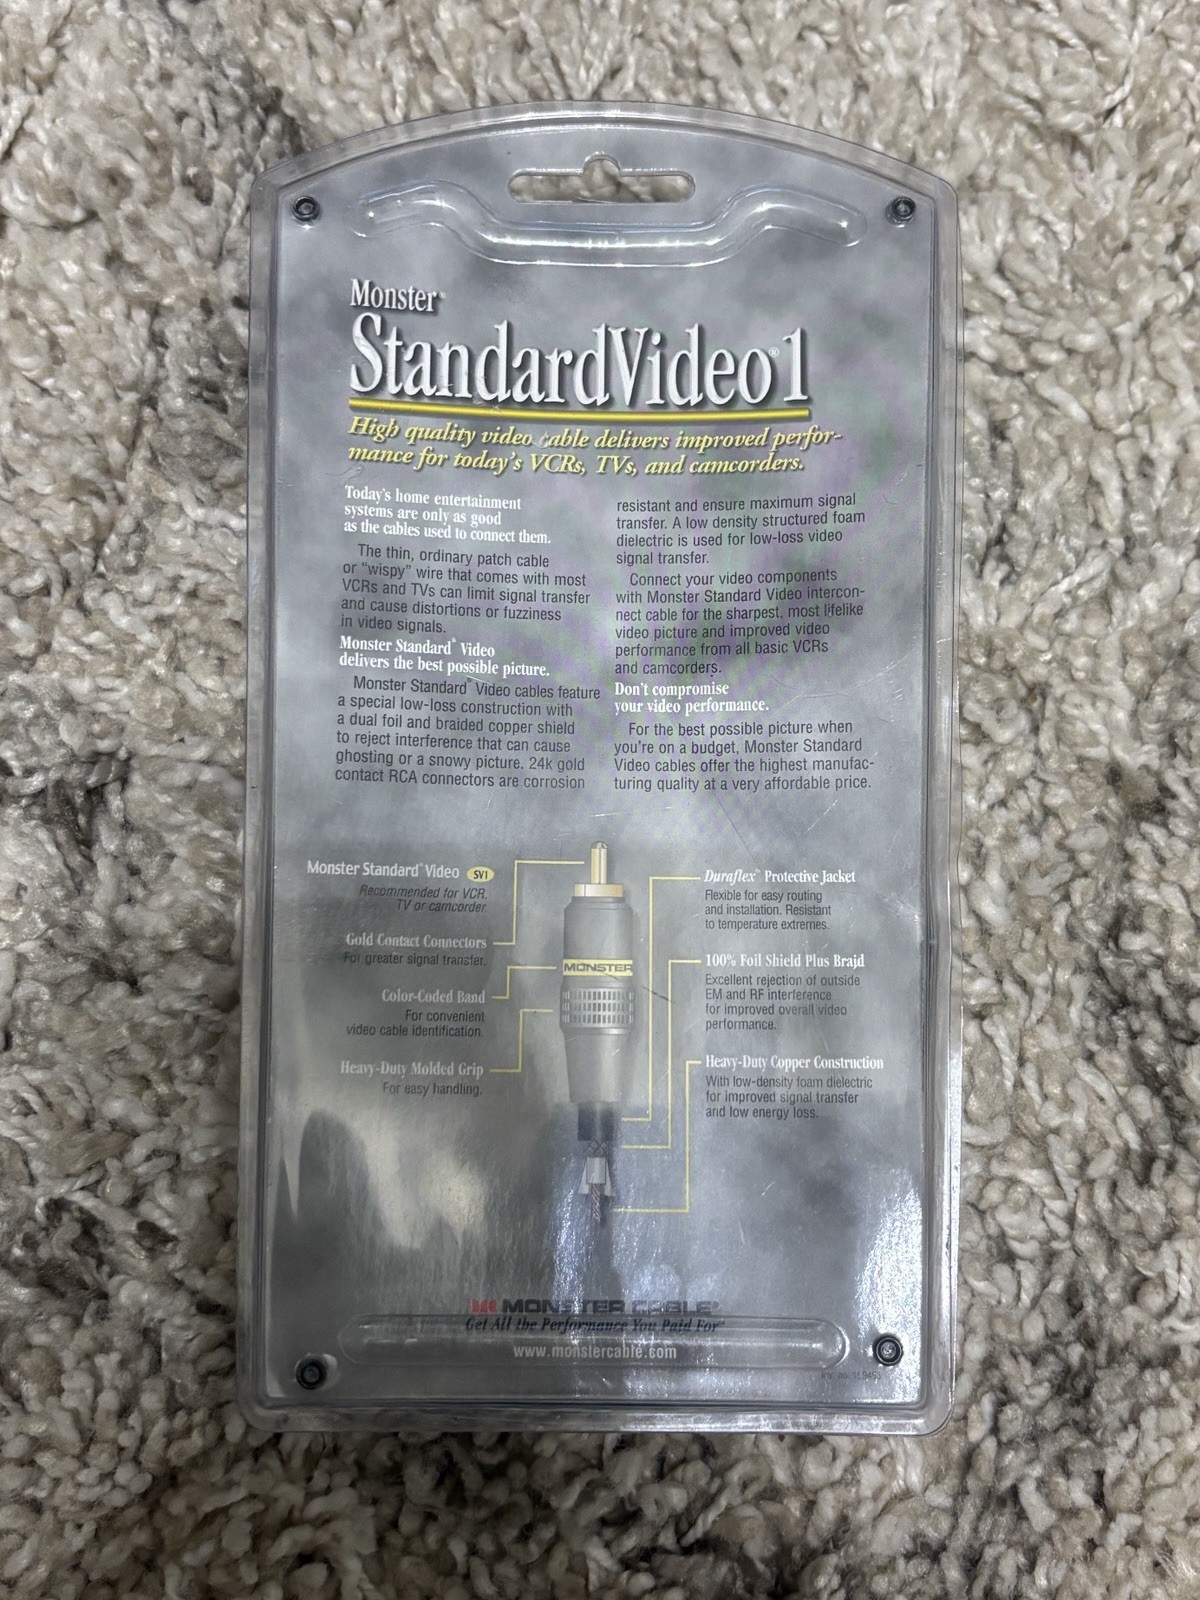 Monster™
StandardVideo®1
High quality video cable delivers improved perfor-
mance for today's VCRs, TVs, and camcorders.
Today's home entertainment
systems are only as good
as the cables used to connect them.
The thin, ordinary patch cable
or "wispy" wire that comes with most
VCRs and TVs can limit signal transfer
and cause distortions or fuzziness
in video signals.
Monster Standard® Video
delivers the best possible picture.
Monster Standard® Video cables feature
a special low-loss construction with
a dual foil and braided copper shield
to reject interference that can cause
ghosting or a snowy picture. 24k gold
contact RCA connectors are corrosion
resistant and ensure maximum signal
transfer. A low density structured foam
dielectric is used for low-loss video
signal transfer.
Connect your video components
with Monster Standard Video intercon-
nect cable for the sharpest, most lifelike
video picture and improved video
performance from all basic VCRs
and camcorders.
Don't compromise
your video performance.
For the best possible picture when
you're on a budget, Monster Standard
Video cables offer the highest manufac-
turing quality at a very affordable price.
Monster Standard® Video SV1
Recommended for VCR,
TV or camcorder.
Gold Contact Connectors
For greater signal transfer.
Color-Coded Band
For convenient
video cable identification.
Heavy-Duty Molded Grip
For easy handling.
MONSTER
Duraflex™ Protective Jacket
Flexible for easy routing
and installation. Resistant
to temperature extremes.
100% Foil Shield Plus Braid
Excellent rejection of outside
EM and RF interference
for improved overall video
performance.
Heavy-Duty Copper Construction
With low-density foam dielectric
for improved signal transfer
and low energy loss.
MONSTER CABLE®
Get All the Performance You Paid For™
www.monstercable.com